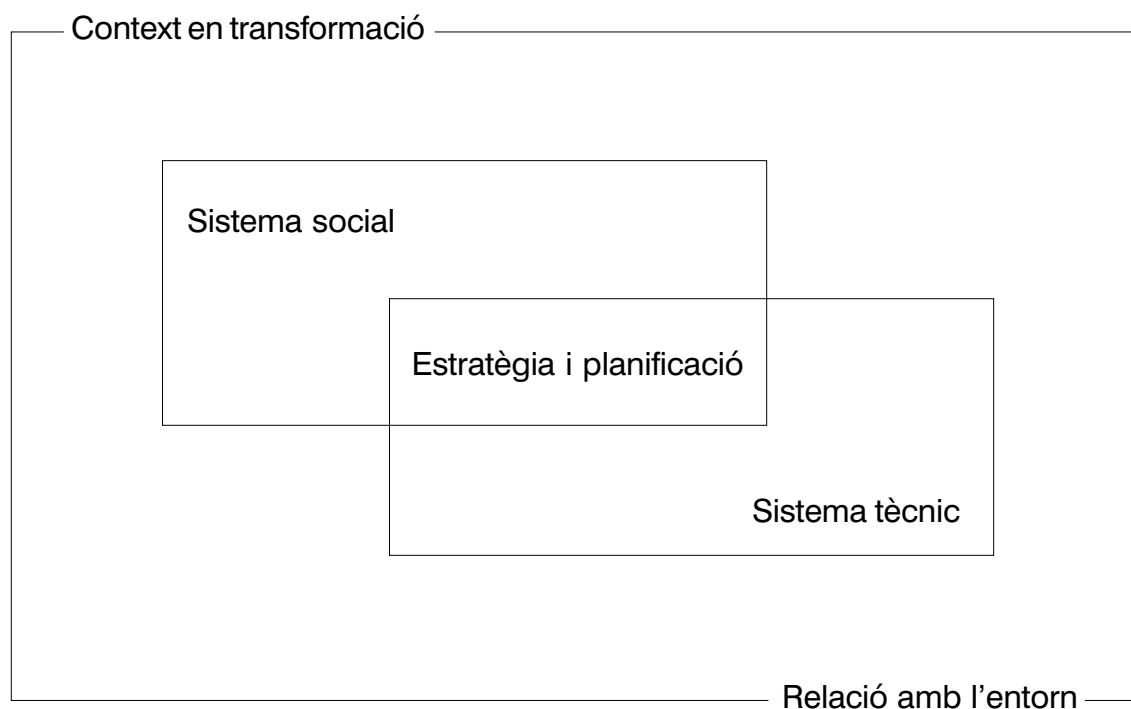 Context en transformació
Sistema social
Estratègia i planificació
Sistema tècnic
Relació amb l’entorn